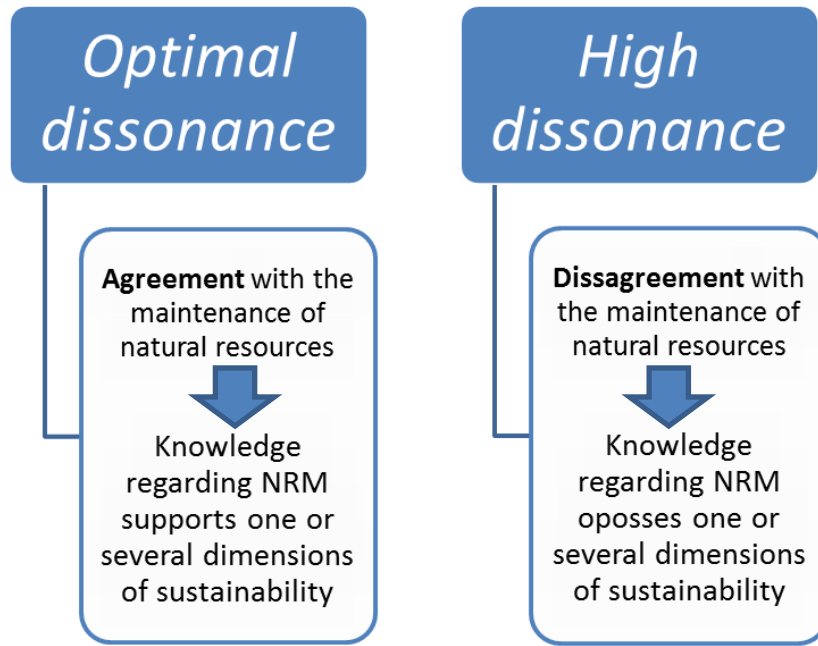 Optimal
dissonance
Agreement with the
maintenance of
natural resources
Knowledge
regarding NRM
supports one or
several dimensions
of sustainability
High
dissonance
Dissagreement with
the maintenance of
natural resources
Knowledge
regarding NRM
oposses one or
several dimensions
of sustainability